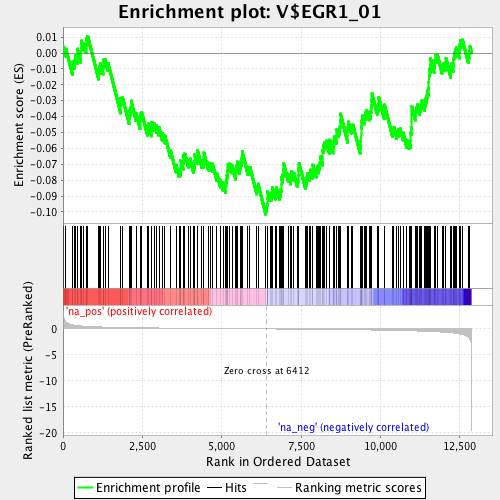 Enrichment plot: V$EGR1_01
Enrichment score (ES)
0.01
0.00
-0.01
-0.02
-0.03
-0.04
-0.05
-0.06
-0.07
-0.08
-0.09
-0.10
'na_pos' (positively correlated)
Ranked list metric (PreRanked)
0
-5
-10
-15
-20
Zero cross at 6412
'na_neg' (negatively correlated)
0
2,500
5,000
7,500
10,000
12,500
Rank in Ordered Dataset
Enrichment profile
Hits
Ranking metric scores